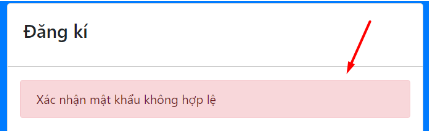 Đăng kí
Xác nhận mật khẩu không hợp lệ